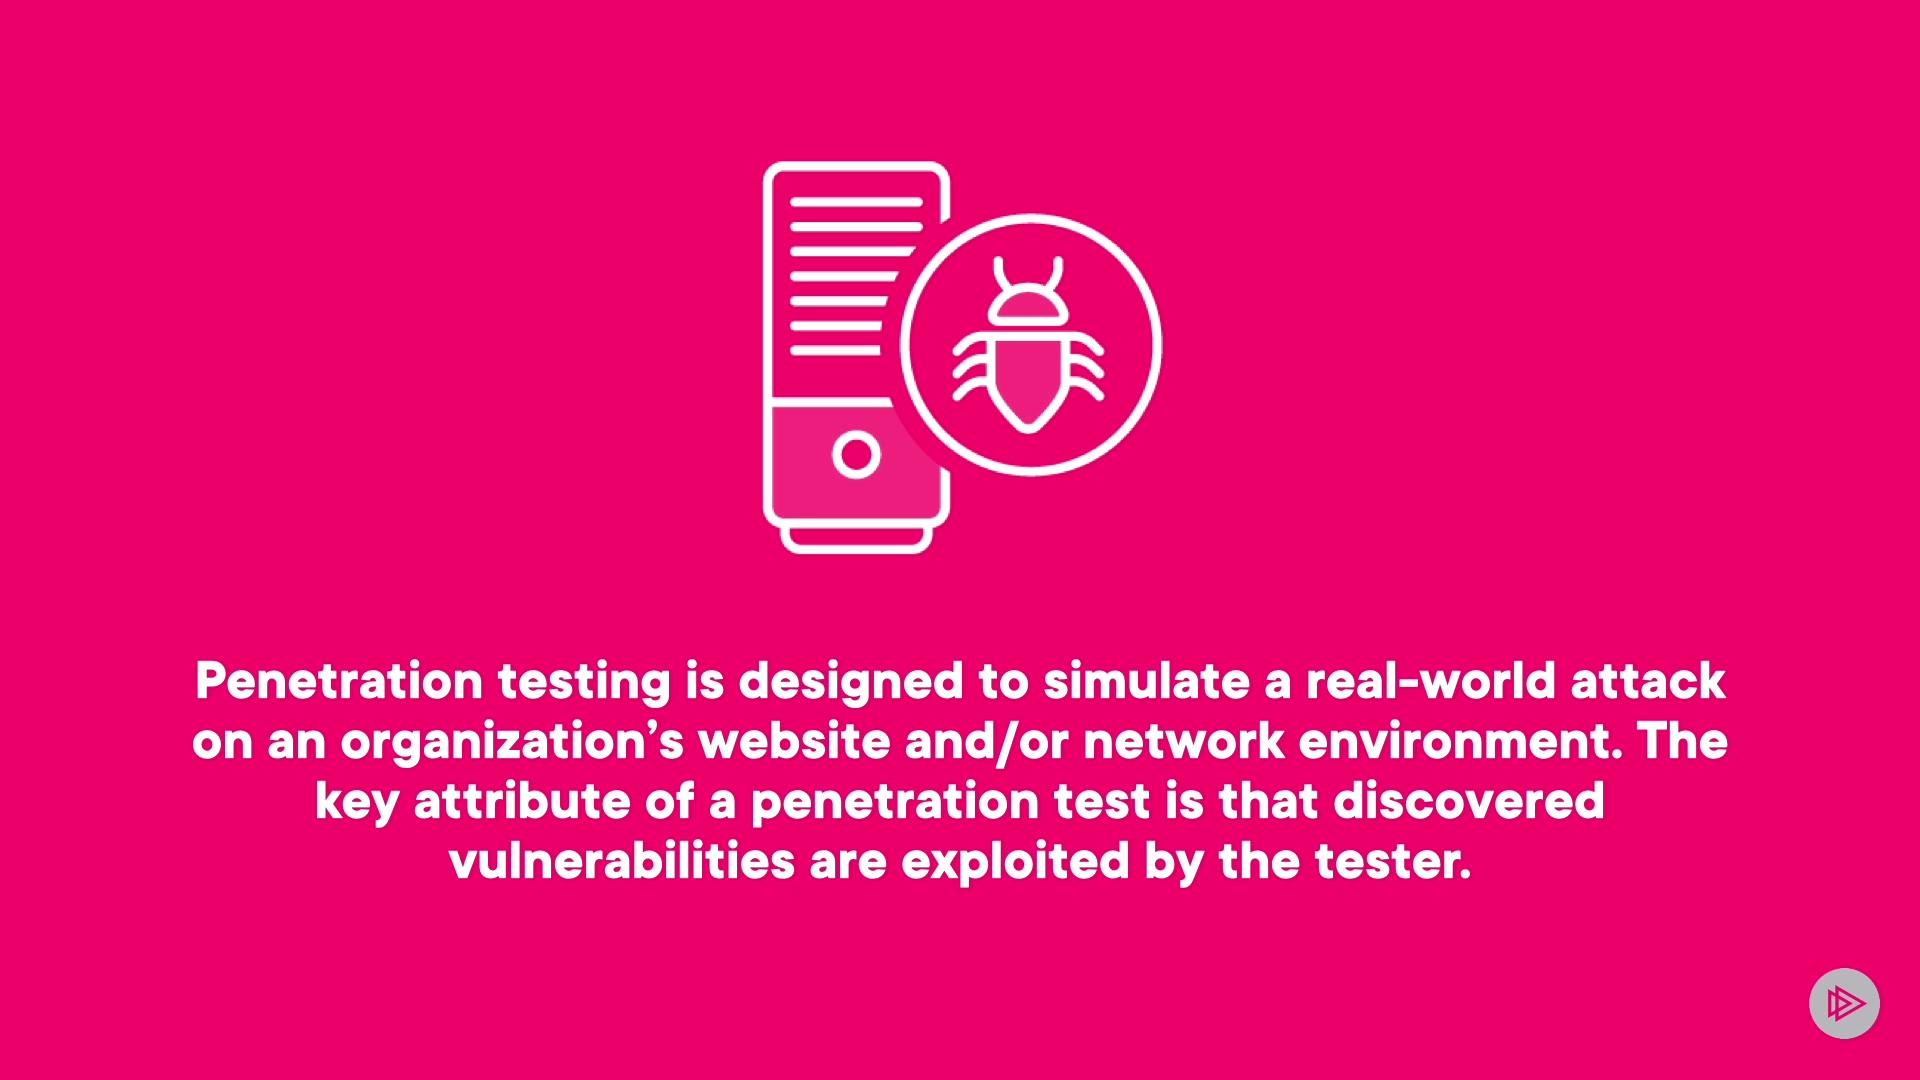 Penetration testing is designed to simulate a real-world attack
on an organization’s website and/or network environment. The
key attribute of a penetration test is that discovered
vulnerabilities are exploited by the tester.